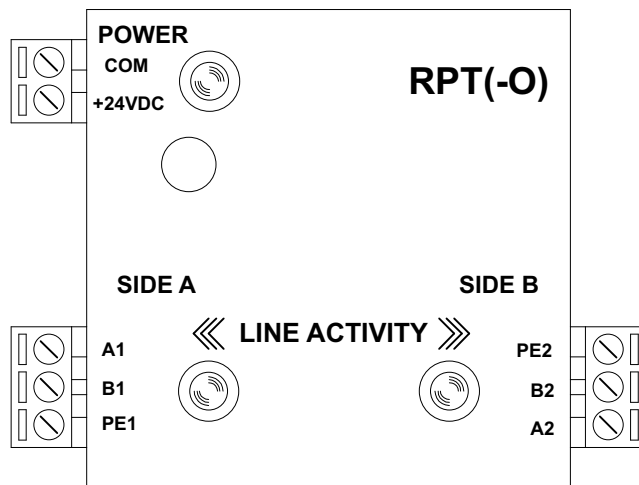 POWER
COM
+24VDC
RPT(-O)
SIDE A
SIDE B
LINE ACTIVITY
A1
B1
PE1
PE2
B2
A2